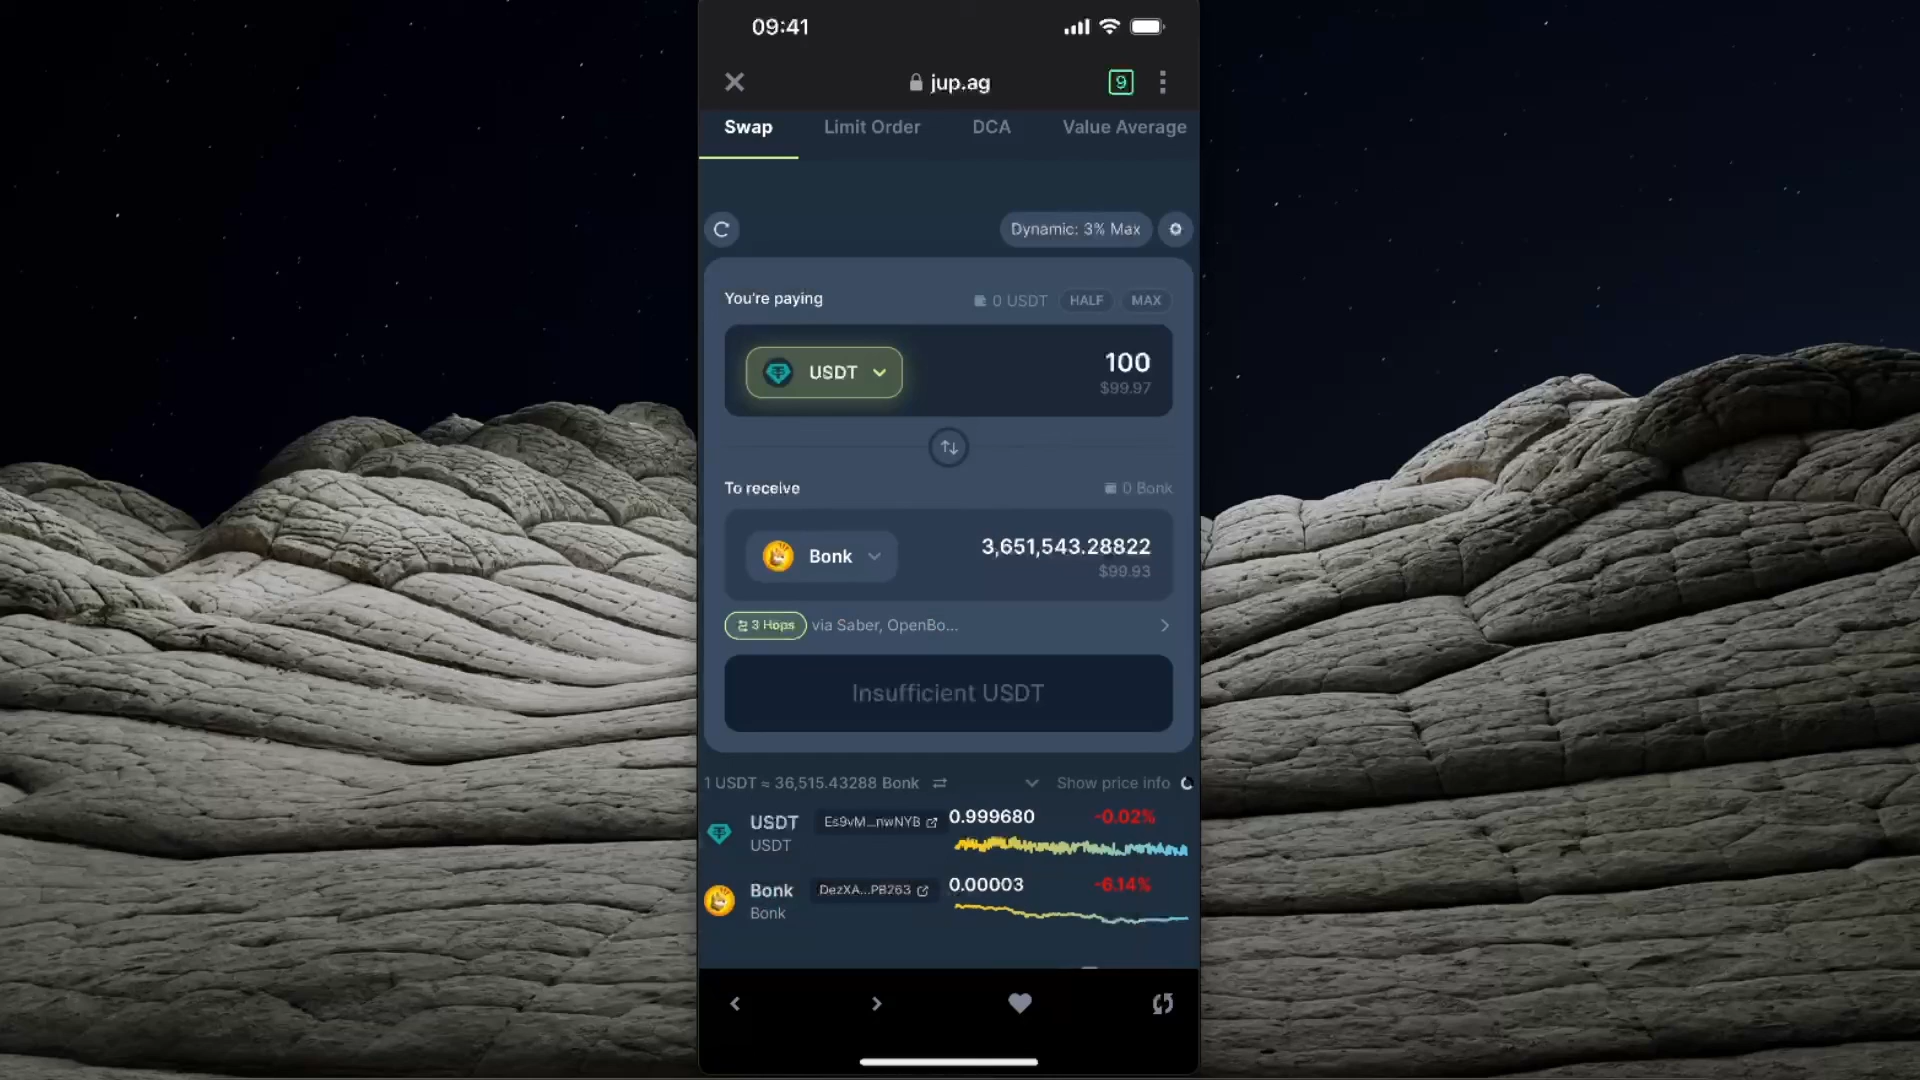 09:41
jup.ag
9
Swap
Limit Order
DCA
Value Average
Dynamic: 3% Max
You're paying
0 USDT
HALF
MAX
USDT
100
$99.97
To receive
0 Bonk
Bonk
3,651,543.28822
$99.93
3 Hops
via Saber, OpenBo...
Insufficient USDT
1 USDT ≈ 36,515.43288 Bonk
Show price info
USDT
Es9vM...nwNYB
0.999680
-0.02%
USDT
Bonk
DezXA...PB263
0.00003
-6.14%
Bonk